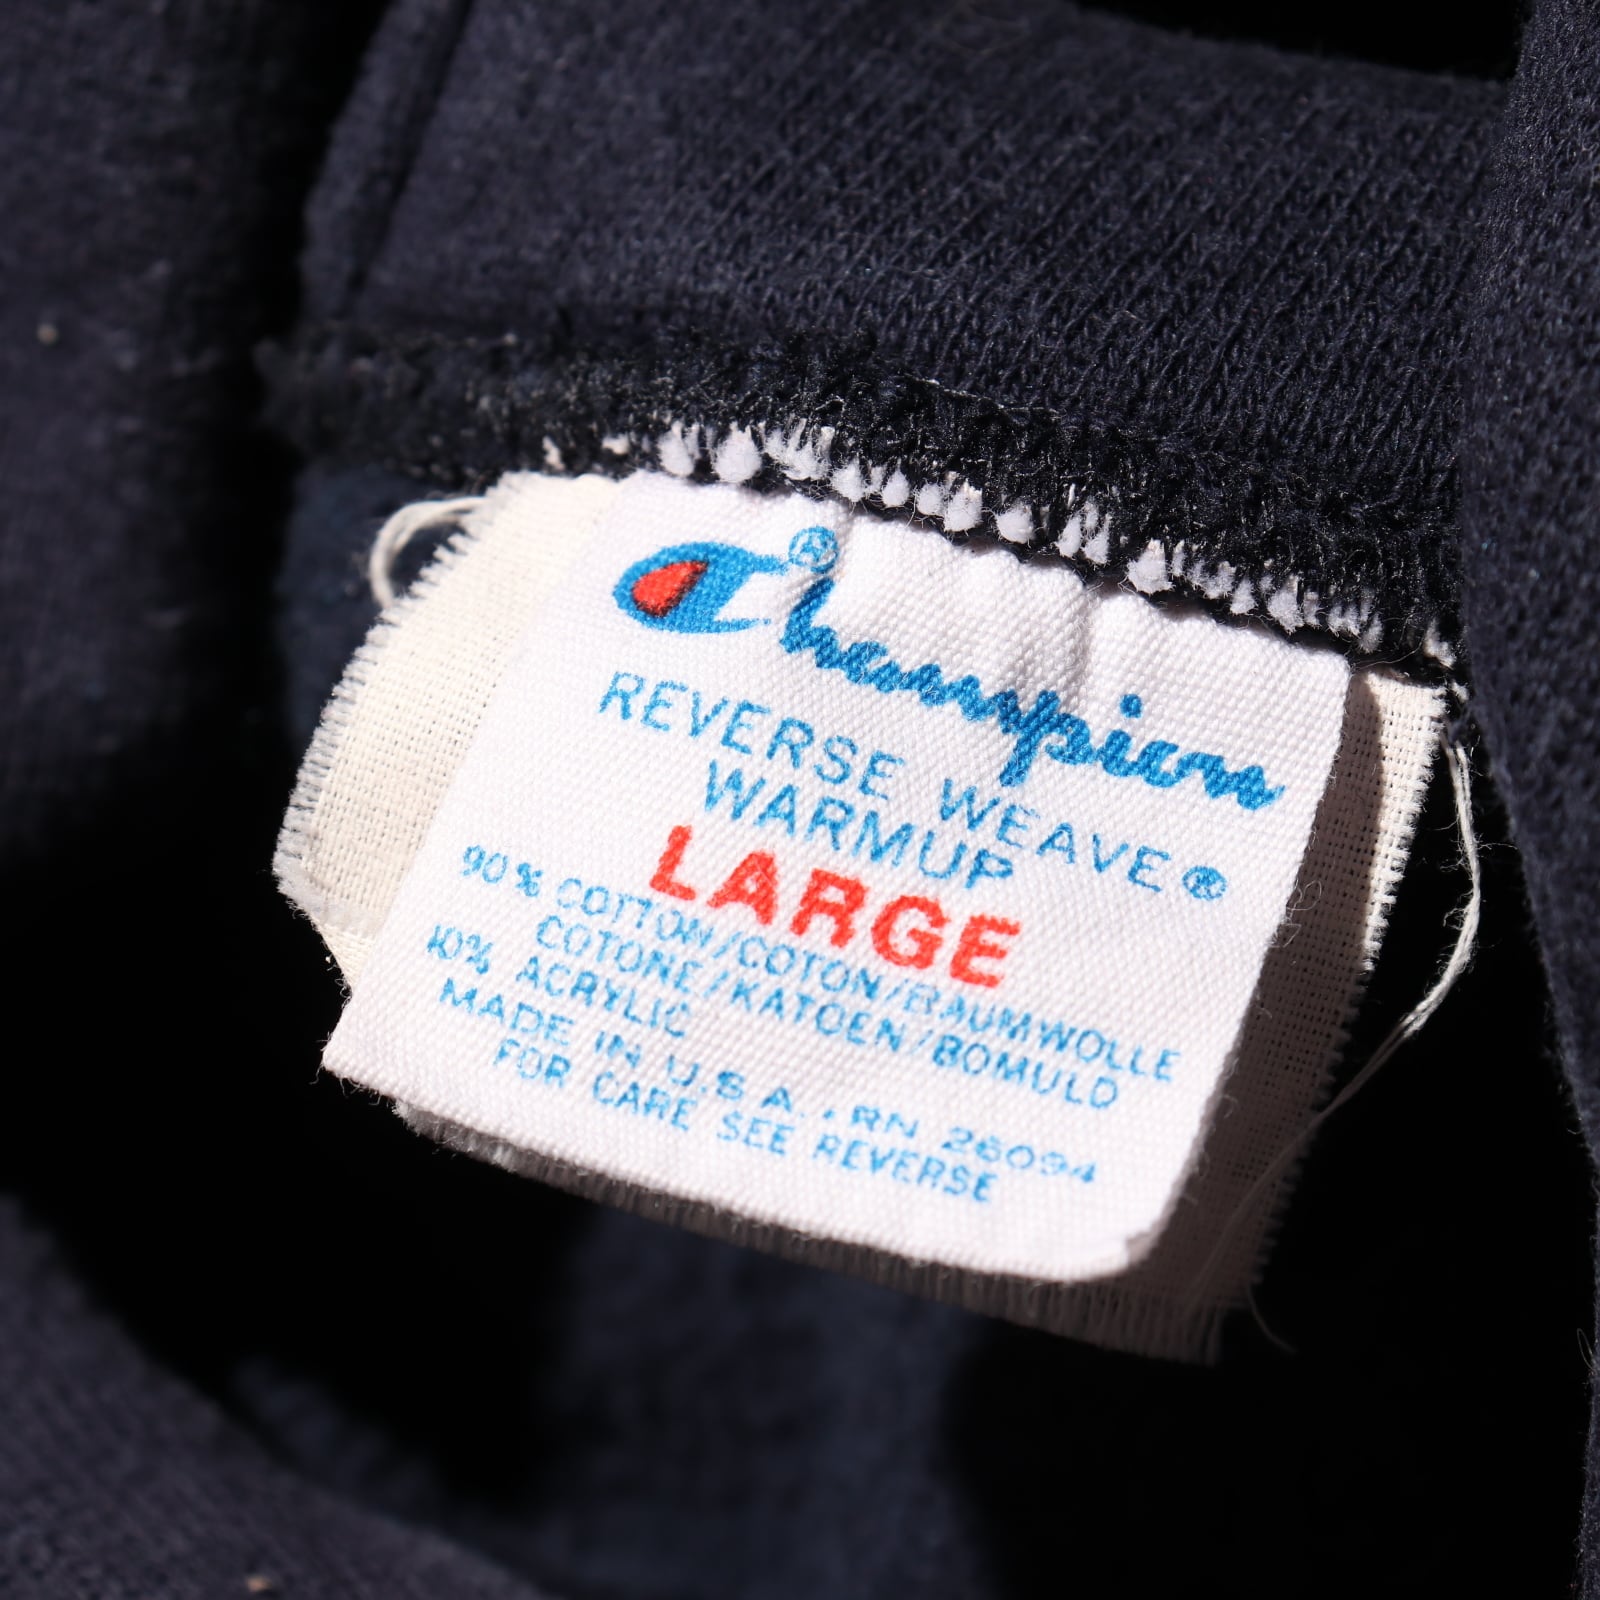 Champion®
REVERSE WEAVE®
WARMUP
LARGE
90% COTTON/COTON/BAUMWOLLE
COTONE/KATOEN/BOMULD
10% ACRYLIC
MADE IN U.S.A. • RN 26094
FOR CARE SEE REVERSE